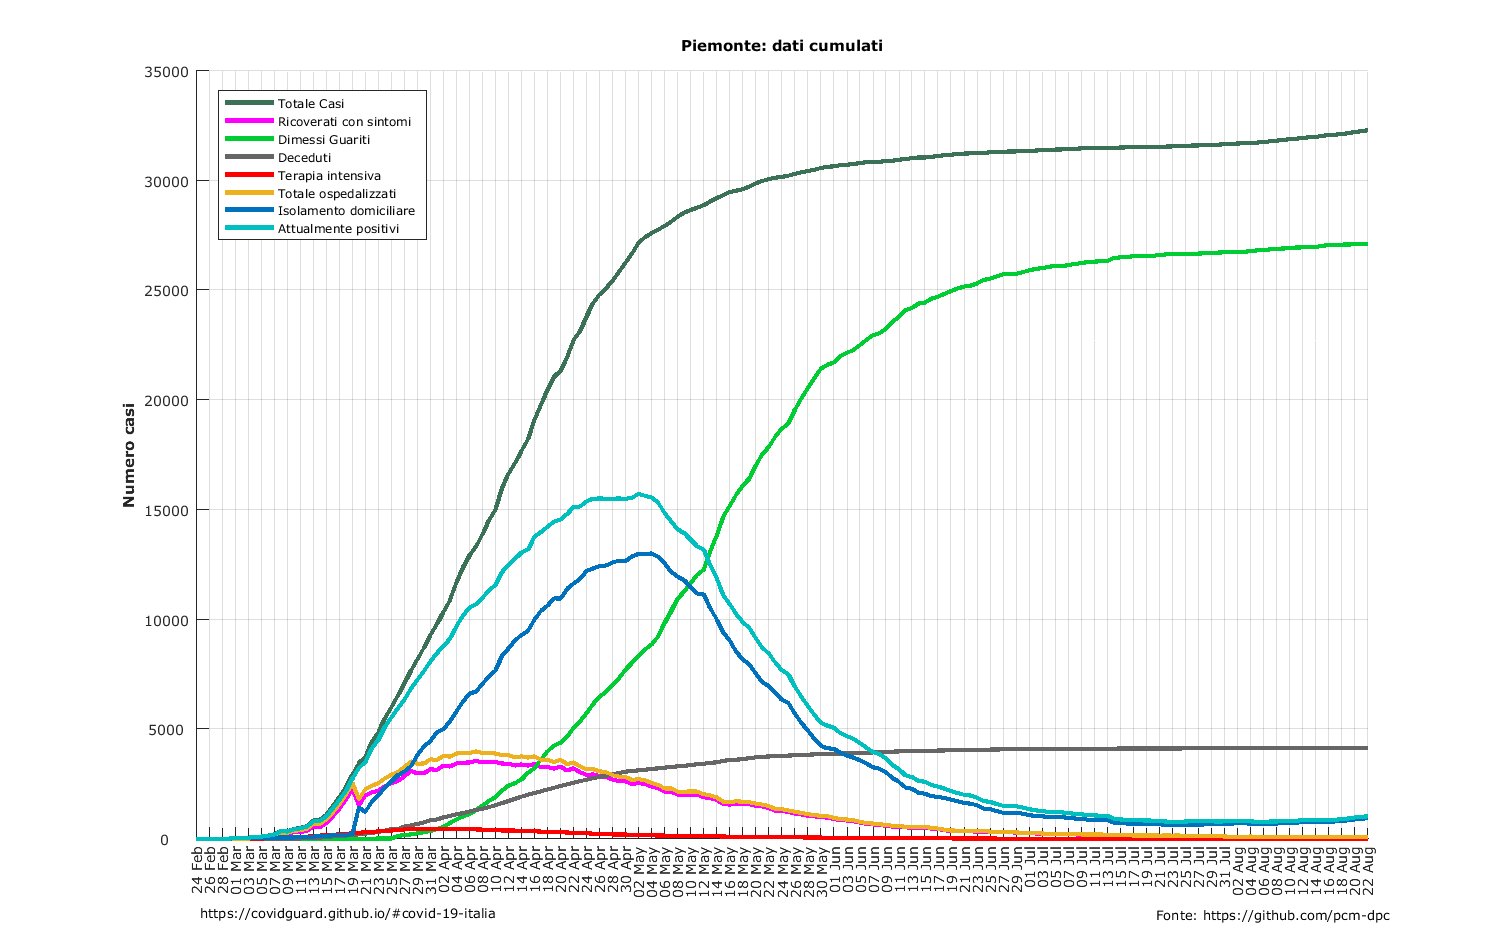 Piemonte: dati cumulati
Numero casi
35000
30000
25000
20000
15000
10000
5000
0
Totale Casi
Ricoverati con sintomi
Dimessi Guariti
Deceduti
Terapia intensiva
Totale ospedalizzati
Isolamento domiciliare
Attualmente positivi
24 Feb
26 Feb
28 Feb
01 Mar
03 Mar
05 Mar
07 Mar
09 Mar
11 Mar
13 Mar
15 Mar
17 Mar
19 Mar
21 Mar
23 Mar
25 Mar
27 Mar
29 Mar
31 Mar
02 Apr
04 Apr
06 Apr
08 Apr
10 Apr
12 Apr
14 Apr
16 Apr
18 Apr
20 Apr
22 Apr
24 Apr
26 Apr
28 Apr
30 Apr
02 May
04 May
06 May
08 May
10 May
12 May
14 May
16 May
18 May
20 May
22 May
24 May
26 May
28 May
30 May
01 Jun
03 Jun
05 Jun
07 Jun
09 Jun
11 Jun
13 Jun
15 Jun
17 Jun
19 Jun
21 Jun
23 Jun
25 Jun
27 Jun
29 Jun
01 Jul
03 Jul
05 Jul
07 Jul
09 Jul
11 Jul
13 Jul
15 Jul
17 Jul
19 Jul
21 Jul
23 Jul
25 Jul
27 Jul
29 Jul
31 Jul
02 Aug
04 Aug
06 Aug
08 Aug
10 Aug
12 Aug
14 Aug
16 Aug
18 Aug
20 Aug
22 Aug
https://covidguard.github.io/#covid-19-italia
Fonte: https://github.com/pcm-dpc